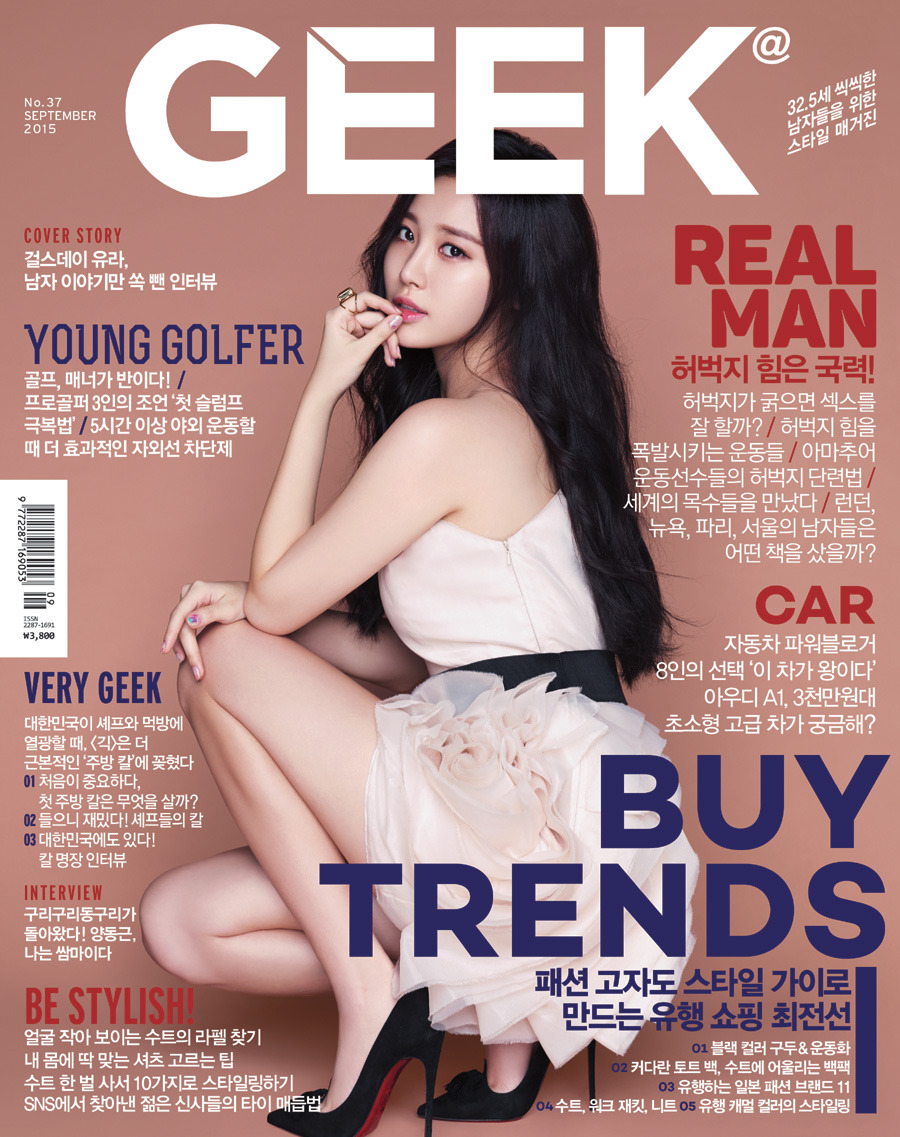 GEEK@
No.37
SEPTEMBER
2015
32.5세 씩씩한
남자들을 위한
스타일 매거진
COVER STORY
걸스데이 유라,
남자 이야기만 쏙 뺀 인터뷰
YOUNG GOLFER
골프, 매너가 반이다! /
프로골퍼 3인의 조언 ‘첫 슬럼프
극복법’ / 5시간 이상 야외 운동할
때 더 효과적인 자외선 차단제
9 772287 169053
09
ISSN
2287-1691
₩3,800
VERY GEEK
대한민국이 셰프와 먹방에
열광할 때, 〈긱〉은 더
근본적인 ‘주방 칼’에 꽂혔다
01 처음이 중요하다,
첫 주방 칼은 무엇을 살까?
02 들으니 재밌다! 셰프들의 칼
03 대한민국에도 있다!
칼 명장 인터뷰
INTERVIEW
구리구리동구리가
돌아왔다! 양동근,
나는 쌈마이다
BE STYLISH!
얼굴 작아 보이는 수트의 라펠 찾기
내 몸에 딱 맞는 셔츠 고르는 팁
수트 한 벌 사서 10가지로 스타일링하기
SNS에서 찾아낸 젊은 신사들의 타이 매듭법
REAL
MAN
허벅지 힘은 국력!
허벅지가 굵으면 섹스를
잘 할까? / 허벅지 힘을
폭발시키는 운동들 / 아마추어
운동선수들의 허벅지 단련법 /
세계의 목수들을 만났다 / 런던,
뉴욕, 파리, 서울의 남자들은
어떤 책을 샀을까?
CAR
자동차 파워블로거
8인의 선택 ‘이 차가 왕이다’
아우디 A1, 3천만원대
초소형 고급 차가 궁금해?
BUY
TRENDS
패션 고자도 스타일 가이로
만드는 유행 쇼핑 최전선
01 블랙 컬러 구두 & 운동화
02 커다란 토트 백, 수트에 어울리는 백팩
03 유행하는 일본 패션 브랜드 11
04 수트, 워크 재킷, 니트 05 유행 캐멀 컬러의 스타일링